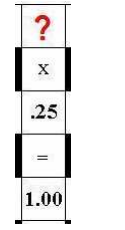 ?
x
.25
=
1.00